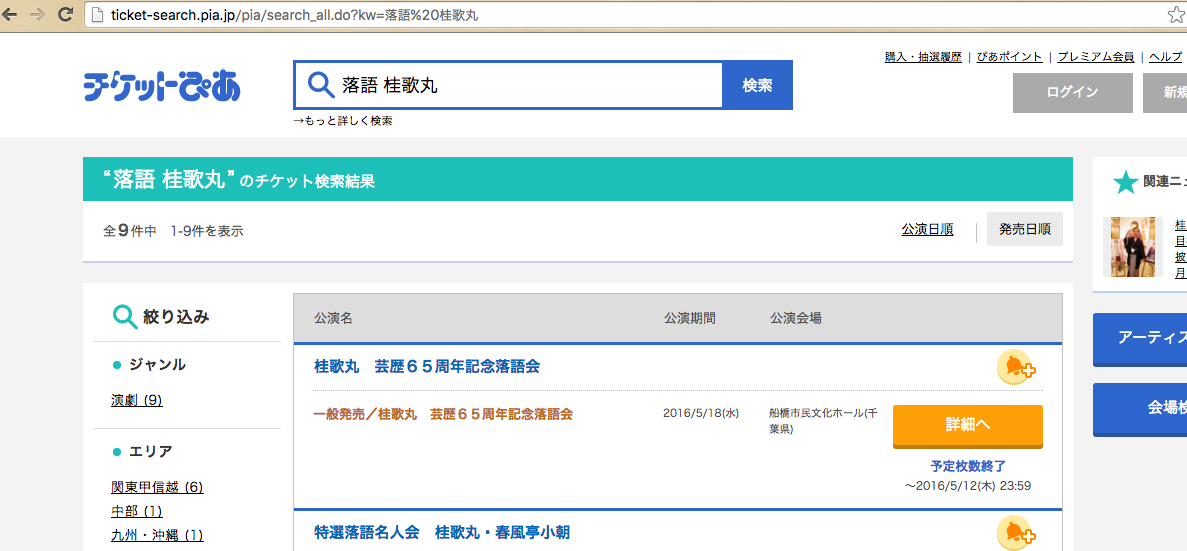 ticket-search.pia.jp/pia/search_all.do?kw=落語%20桂歌丸
購入・抽選履歴 | ぴあポイント | プレミアム会員 | ヘルプ
チケットぴあ
落語 桂歌丸
検索
ログイン
新規
→もっと詳しく検索
“落語 桂歌丸” のチケット検索結果
関連ニュ
全9件中 1-9件を表示
公演日順
発売日順
桂
目
披
月
絞り込み
公演名 公演期間 公演会場
アーティス
ジャンル
桂歌丸 芸歴６５周年記念落語会
演劇 (9)
一般発売／桂歌丸 芸歴６５周年記念落語会
2016/5/18(水)
船橋市民文化ホール(千
葉県)
詳細へ
会場検
エリア
予定枚数終了
～2016/5/12(木) 23:59
関東甲信越 (6)
中部 (1)
九州・沖縄 (1)
特選落語名人会 桂歌丸・春風亭小朝